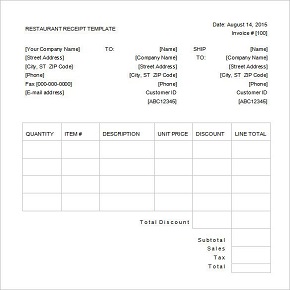 Date: August 14, 2015
RESTAURANT RECEIPT TEMPLATE
Invoice # [100]
[Your Company Name] TO: [Name] SHIP [Name]
[Street Address] [Company Name] TO: [Company Name]
[City, ST ZIP Code] [Street Address] [Street Address]
[Phone] [City, ST ZIP Code] [City, ST ZIP Code]
Fax [000-000-0000] [Phone] [Phone]
[E-mail address] Customer ID Customer ID
[ABC12345] [ABC12345]
QUANTITY ITEM # DESCRIPTION UNIT PRICE DISCOUNT LINE TOTAL
Total Discount
Subtotal
Sales
Tax
Total